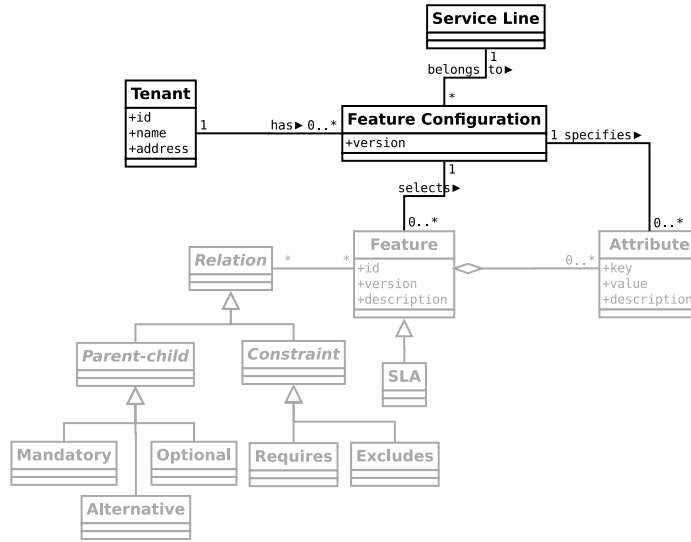 Service Line
1
belongs to►
*
Tenant
+id
+name
+address
1
has► 0..*
Feature Configuration
+version
1 specifies►
1
selects►
0..*
0..*
Relation
*
*
Feature
+id
+version
+description
0..*
Attribute
+key
+value
+description
Parent-child
Constraint
SLA
Mandatory
Optional
Requires
Excludes
Alternative